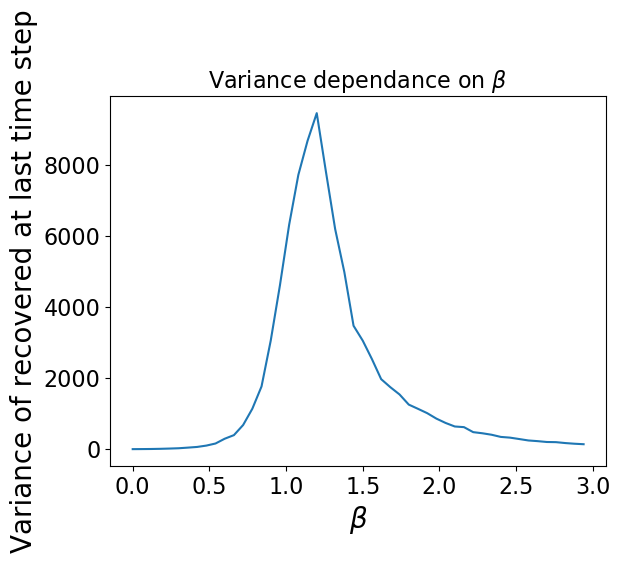 Variance dependance on β
Variance of recovered at last time step
8000
6000
4000
2000
0
0.0 0.5 1.0 1.5 2.0 2.5 3.0
β